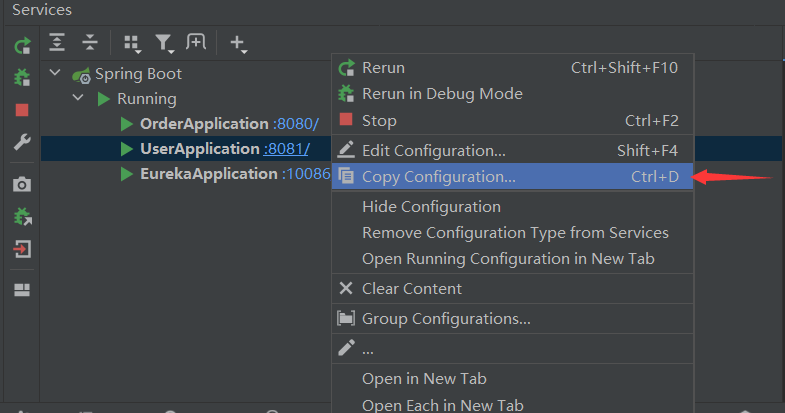 Services
Spring Boot
Running
OrderApplication :8080/
UserApplication :8081/
EurekaApplication :10086
Rerun Ctrl+Shift+F10
Rerun in Debug Mode
Stop Ctrl+F2
Edit Configuration... Shift+F4
Copy Configuration... Ctrl+D
Hide Configuration
Remove Configuration Type from Services
Open Running Configuration in New Tab
Clear Content
Group Configurations...
...
Open in New Tab
Open Each in New Tab